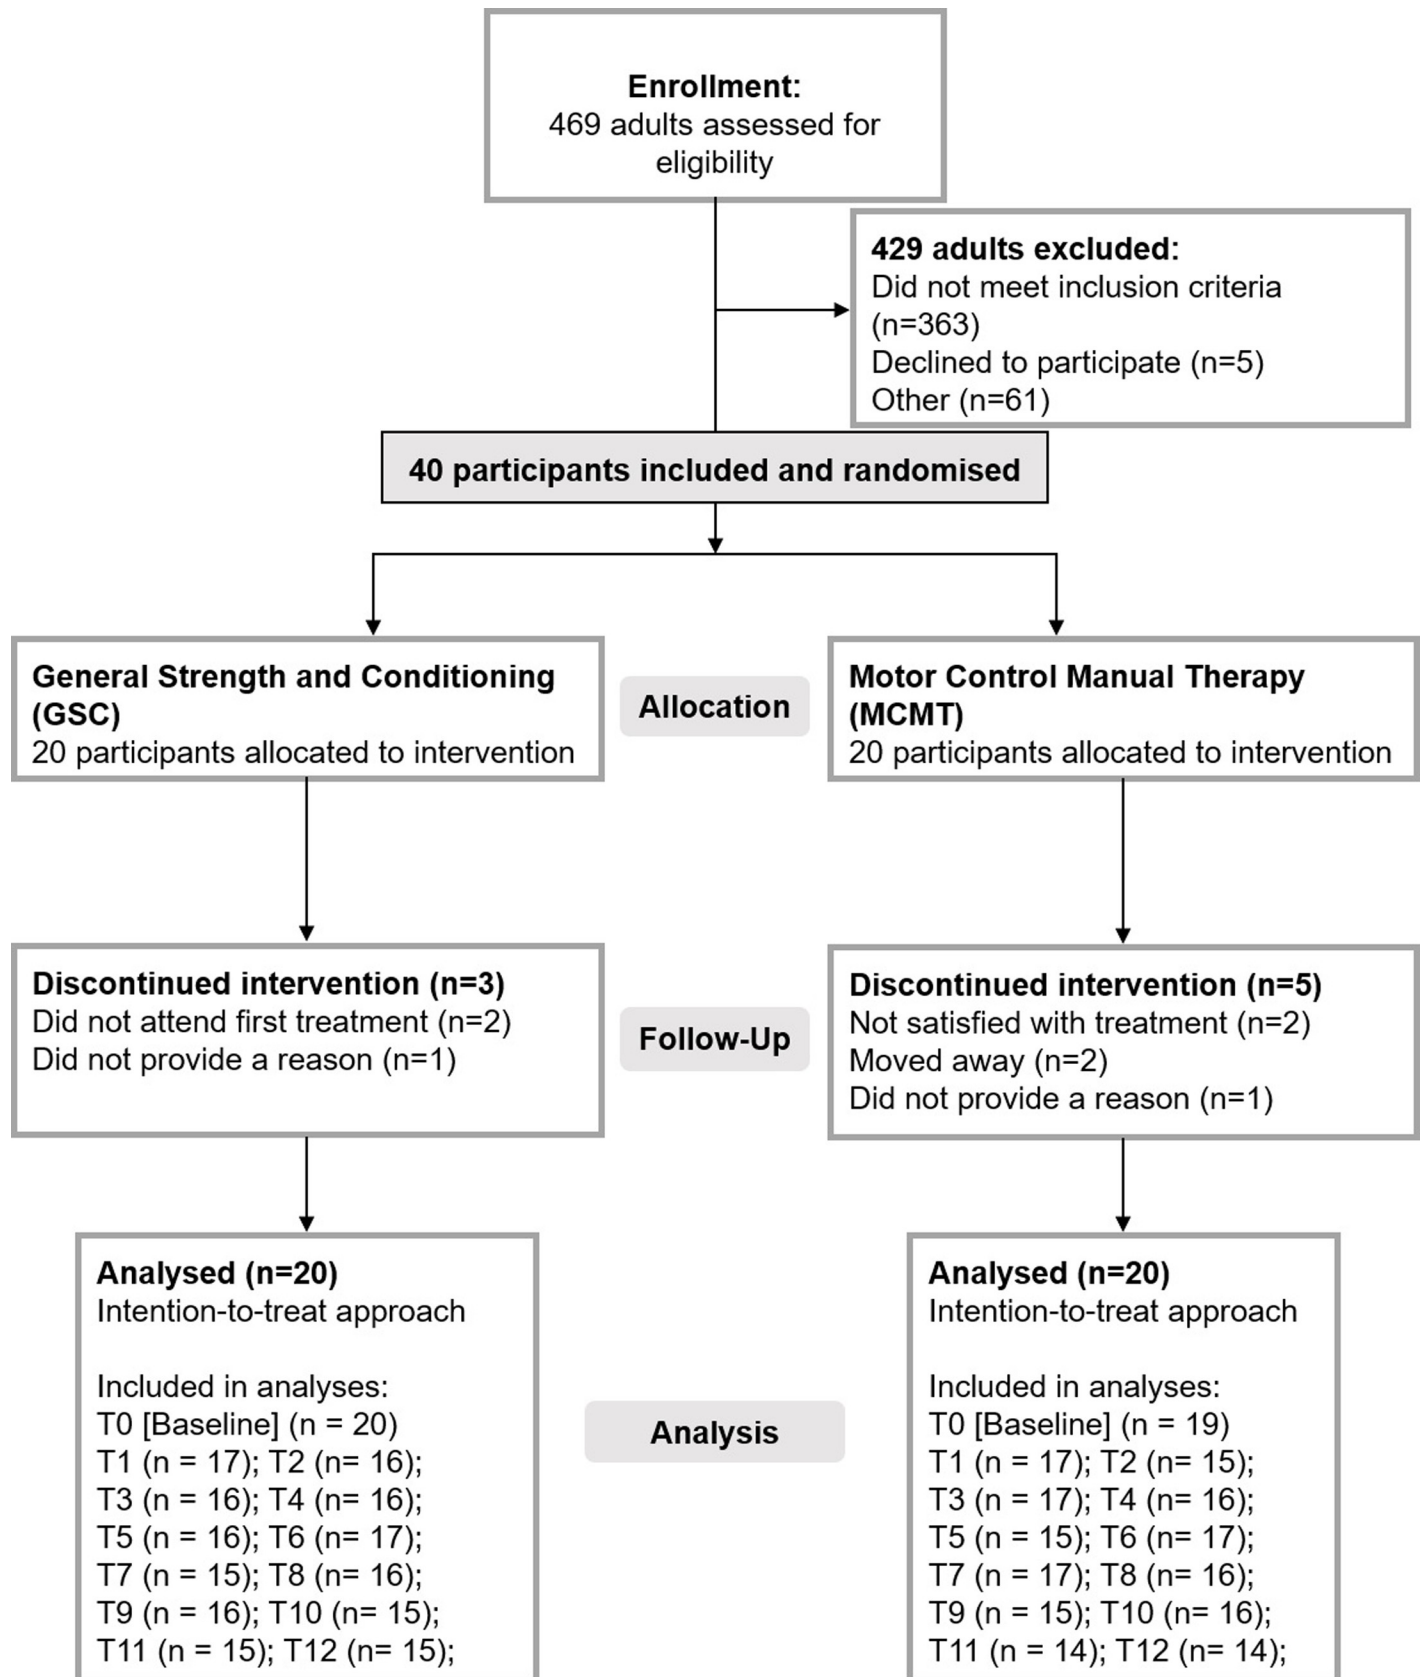 Enrollment:
469 adults assessed for
eligibility
429 adults excluded:
Did not meet inclusion criteria
(n=363)
Declined to participate (n=5)
Other (n=61)
40 participants included and randomised
General Strength and Conditioning
(GSC)
20 participants allocated to intervention
Allocation
Motor Control Manual Therapy
(MCMT)
20 participants allocated to intervention
Discontinued intervention (n=3)
Did not attend first treatment (n=2)
Did not provide a reason (n=1)
Follow-Up
Discontinued intervention (n=5)
Not satisfied with treatment (n=2)
Moved away (n=2)
Did not provide a reason (n=1)
Analysed (n=20)
Intention-to-treat approach
Included in analyses:
T0 [Baseline] (n = 20)
T1 (n = 17); T2 (n= 16);
T3 (n = 16); T4 (n= 16);
T5 (n = 16); T6 (n= 17);
T7 (n = 15); T8 (n= 16);
T9 (n = 16); T10 (n= 15);
T11 (n = 15); T12 (n= 15);
Analysis
Analysed (n=20)
Intention-to-treat approach
Included in analyses:
T0 [Baseline] (n = 19)
T1 (n = 17); T2 (n= 15);
T3 (n = 17); T4 (n= 16);
T5 (n = 15); T6 (n= 17);
T7 (n = 17); T8 (n= 16);
T9 (n = 15); T10 (n= 16);
T11 (n = 14); T12 (n= 14);